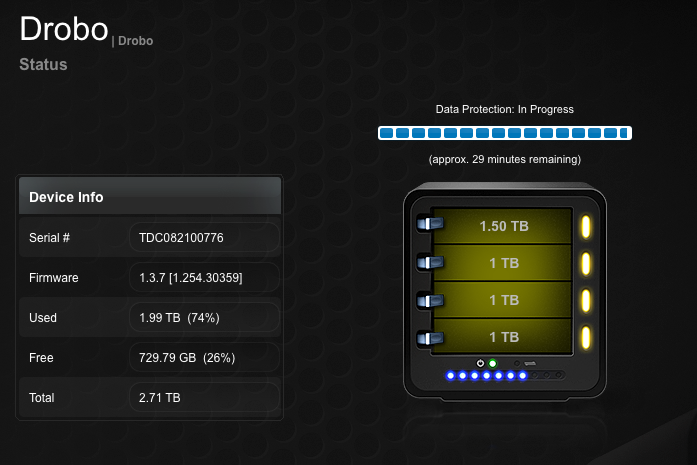 Drobo | Drobo
Status
Data Protection: In Progress
(approx. 29 minutes remaining)
Device Info
Serial # TDC082100776
Firmware 1.3.7 [1.254.30359]
Used 1.99 TB (74%)
Free 729.79 GB (26%)
Total 2.71 TB
1.50 TB
1 TB
1 TB
1 TB